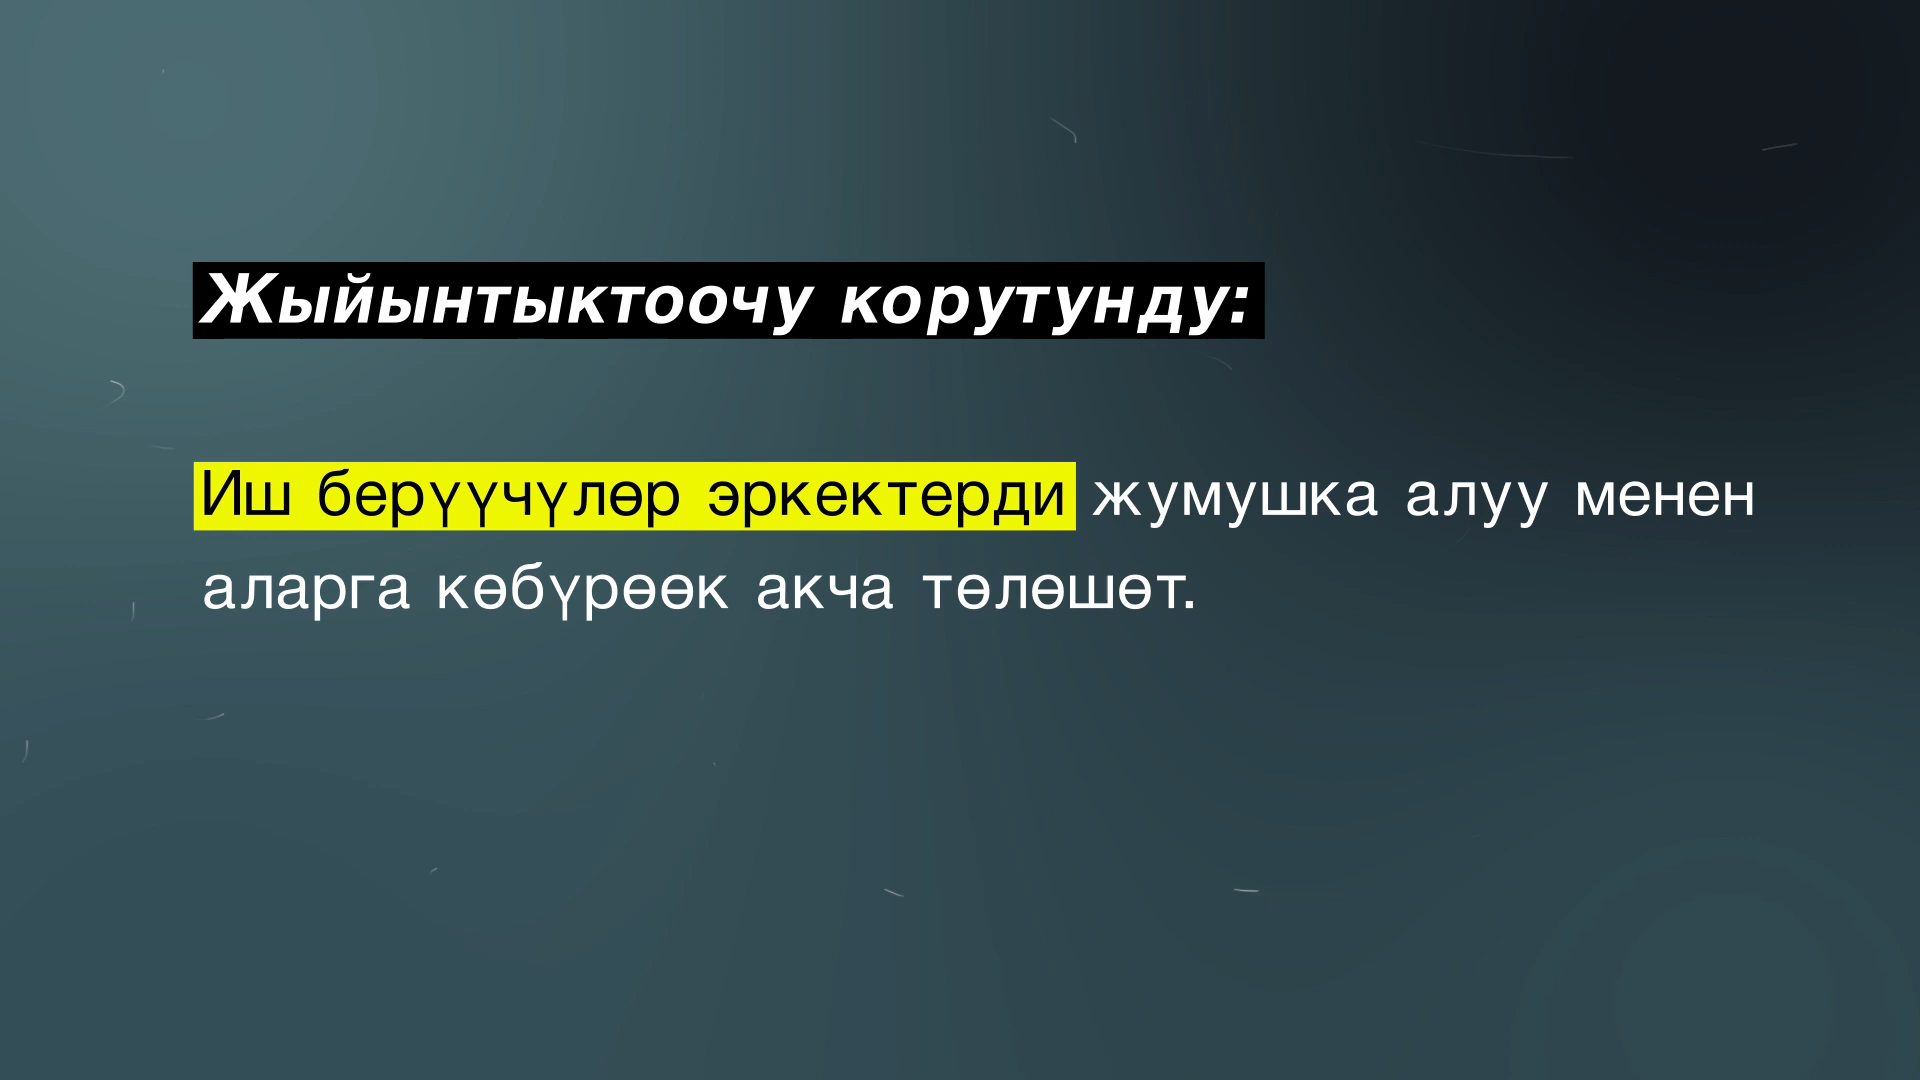 Жыйынтыктоочу корутунду:
Иш берүүчүлөр эркектерди жумушка алуу менен
аларга көбүрөөк акча төлөшөт.